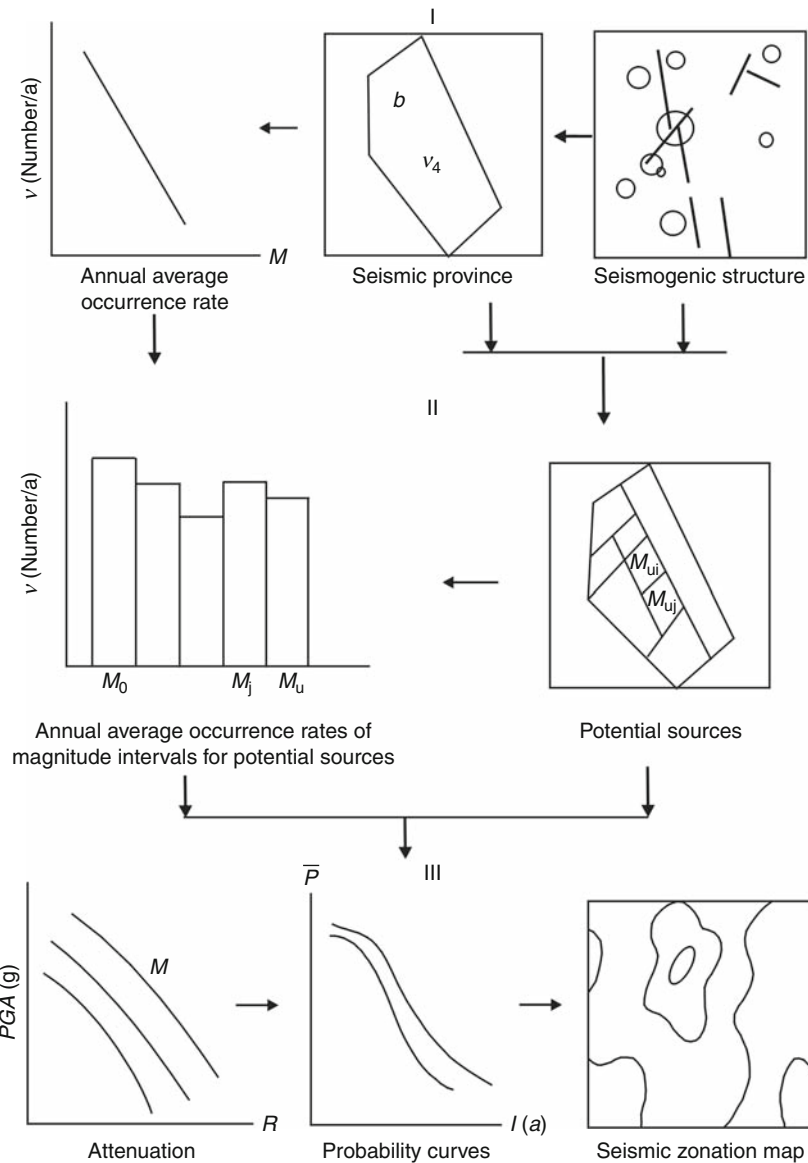 I
ν (Number/a)
b
ν4
M
Annual average
occurrence rate
Seismic province
Seismogenic structure
II
ν (Number/a)
M0
Mj
Mu
Mui
Muj
Annual average occurrence rates of
magnitude intervals for potential sources
Potential sources
III
PGA (g)
M
R
P̅
I (a)
Attenuation
Probability curves
Seismic zonation map